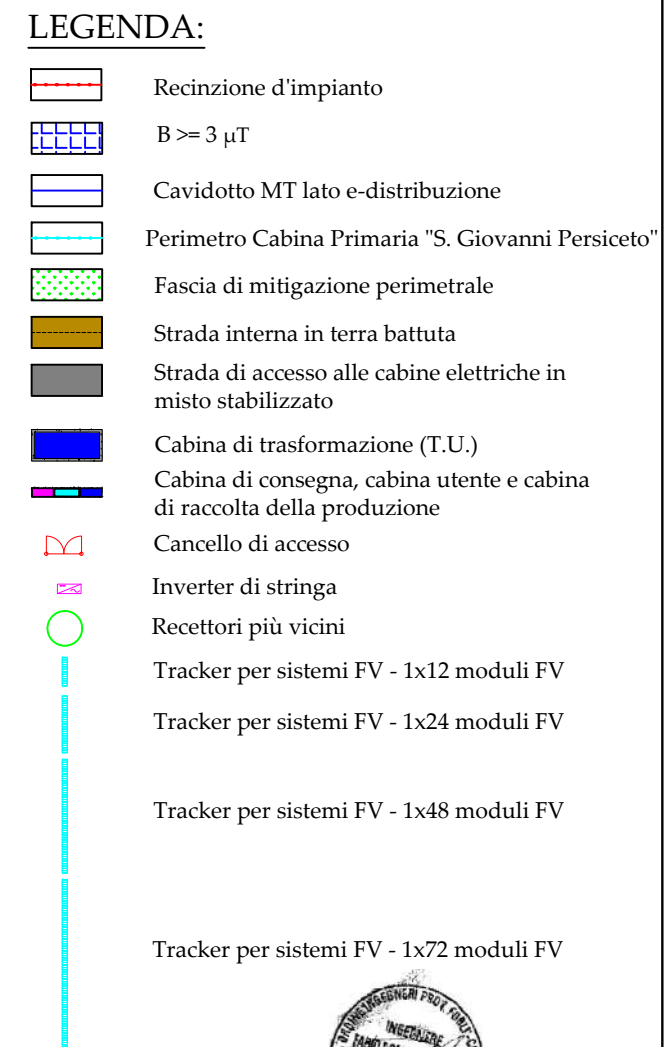 LEGENDA:
Recinzione d'impianto
B >= 3 µT
Cavidotto MT lato e-distribuzione
Perimetro Cabina Primaria "S. Giovanni Persiceto"
Fascia di mitigazione perimetrale
Strada interna in terra battuta
Strada di accesso alle cabine elettriche in
misto stabilizzato
Cabina di trasformazione (T.U.)
Cabina di consegna, cabina utente e cabina
di raccolta della produzione
Cancello di accesso
Inverter di stringa
Recettori più vicini
Tracker per sistemi FV - 1x12 moduli FV
Tracker per sistemi FV - 1x24 moduli FV
Tracker per sistemi FV - 1x48 moduli FV
Tracker per sistemi FV - 1x72 moduli FV
INGEGNERI PROV.
INGEGNERE